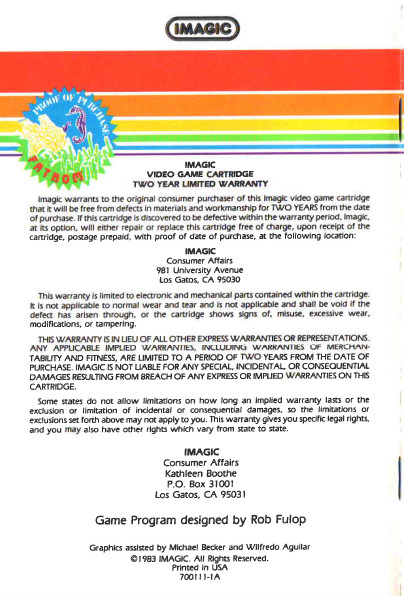 IMAGIC
PROOF OF PURCHASE
FATHOM
IMAGIC
VIDEO GAME CARTRIDGE
TWO YEAR LIMITED WARRANTY
Imagic warrants to the original consumer purchaser of this Imagic video game cartridge
that it will be free from defects in materials and workmanship for TWO YEARS from the date
of purchase. If this cartridge is discovered to be defective within the warranty period, Imagic,
at its option, will either repair or replace this cartridge free of charge, upon receipt of the
cartridge, postage prepaid, with proof of date of purchase, at the following location:
IMAGIC
Consumer Affairs
981 University Avenue
Los Gatos, CA 95030
This warranty is limited to electronic and mechanical parts contained within the cartridge.
It is not applicable to normal wear and tear and is not applicable and shall be void if the
defect has arisen through, or the cartridge shows signs of, misuse, excessive wear,
modifications, or tampering.
THIS WARRANTY IS IN LIEU OF ALL OTHER EXPRESS WARRANTIES OR REPRESENTATIONS.
ANY APPLICABLE IMPLIED WARRANTIES, INCLUDING WARRANTIES OF MERCHAN-
TABILITY AND FITNESS, ARE LIMITED TO A PERIOD OF TWO YEARS FROM THE DATE OF
PURCHASE. IMAGIC IS NOT LIABLE FOR ANY SPECIAL, INCIDENTAL, OR CONSEQUENTIAL
DAMAGES RESULTING FROM BREACH OF ANY EXPRESS OR IMPLIED WARRANTIES ON THIS
CARTRIDGE.
Some states do not allow limitations on how long an implied warranty lasts or the
exclusion or limitation of incidental or consequential damages, so the limitations or
exclusions set forth above may not apply to you. This warranty gives you specific legal rights,
and you may also have other rights which vary from state to state.
IMAGIC
Consumer Affairs
Kathleen Boothe
P.O. Box 31001
Los Gatos, CA 95031
Game Program designed by Rob Fulop
Graphics assisted by Michael Becker and Wilfredo Aguilar
©1983 IMAGIC. All Rights Reserved.
Printed in USA
700111-1A